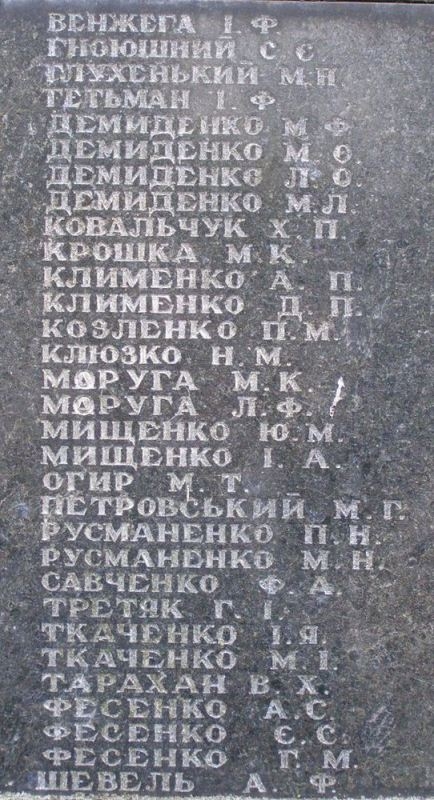 ВЕНЖЕГА І. Ф
ГНОЮШНИЙ С Є
ГЛУХЕНЬКИЙ М.П.
ГЕТЬМАН І. Ф
ДЕМИДЕНКО М Ф
ДЕМИДЕНКО М. О.
ДЕМИДЕНКО Л. О.
ДЕМИДЕНКО М.Л.
КОВАЛЬЧУК Х. П.
КРОШКА М. К.
КЛИМЕНКО А. П.
КЛИМЕНКО Д. П.
КОЗЛЕНКО П. М.
КЛЮЗКО Н. М.
МОРУГА М. К.
МОРУГА Л. Ф.
МИЩЕНКО Ю. М.
МИЩЕНКО І. А.
ОГИР М. Т.
ПЕТРОВСЬКИЙ М. Г.
РУСМАНЕНКО П. Н.
РУСМАНЕНКО М. Н.
САВЧЕНКО Ф. А.
ТРЕТЯК Г. І.
ТКАЧЕНКО І.Я.
ТКАЧЕНКО М.І.
ТАРАХАН В. Х.
ФЕСЕНКО А. С.
ФЕСЕНКО Є. С.
ФЕСЕНКО Г. М.
ШЕВЕЛЬ А. Ф.